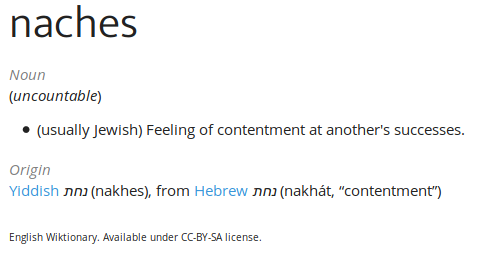 naches
Noun
(uncountable)
• (usually Jewish) Feeling of contentment at another's successes.
Origin
Yiddish נחת (nakhes), from Hebrew נחת (nakhát, “contentment”)
English Wiktionary. Available under CC-BY-SA license.